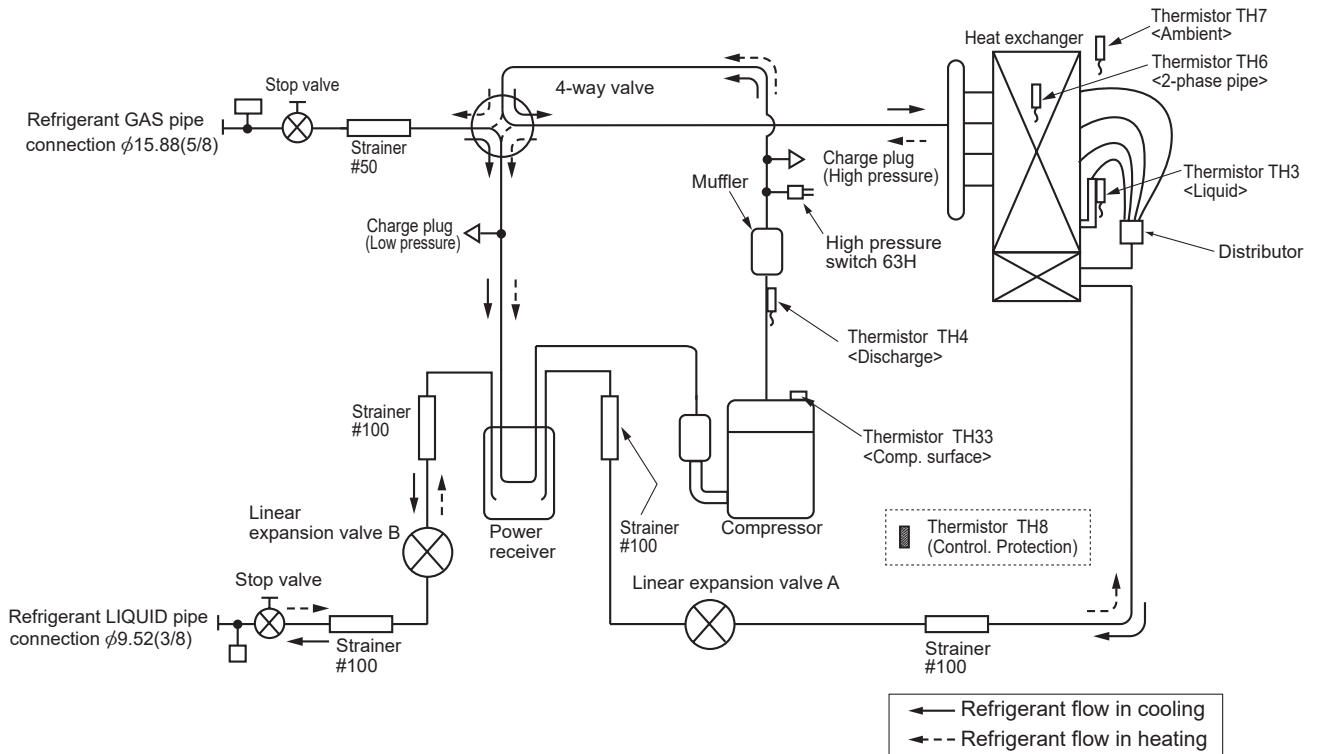 Thermistor TH7
<Ambient>
Heat exchanger
Thermistor TH6
<2-phase pipe>
Stop valve
4-way valve
Refrigerant GAS pipe
connection ϕ15.88(5/8)
Strainer
#50
Charge plug
(High pressure)
Muffler
Thermistor TH3
<Liquid>
Charge plug
(Low pressure)
High pressure
switch 63H
Distributor
Thermistor TH4
<Discharge>
Strainer
#100
Thermistor TH33
<Comp. surface>
Linear
expansion valve B
Power
receiver
Strainer
#100
Compressor
Thermistor TH8
(Control. Protection)
Stop valve
Linear expansion valve A
Refrigerant LIQUID pipe
connection ϕ9.52(3/8)
Strainer
#100
Strainer
#100
Refrigerant flow in cooling
Refrigerant flow in heating